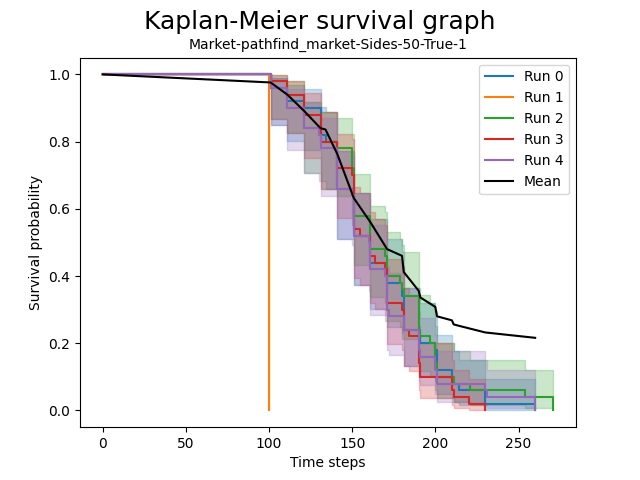 Kaplan-Meier survival graph
Market-pathfind_market-Sides-50-True-1
Survival probability
1.0
0.8
0.6
0.4
0.2
0.0
Run 0
Run 1
Run 2
Run 3
Run 4
Mean
0 50 100 150 200 250
Time steps